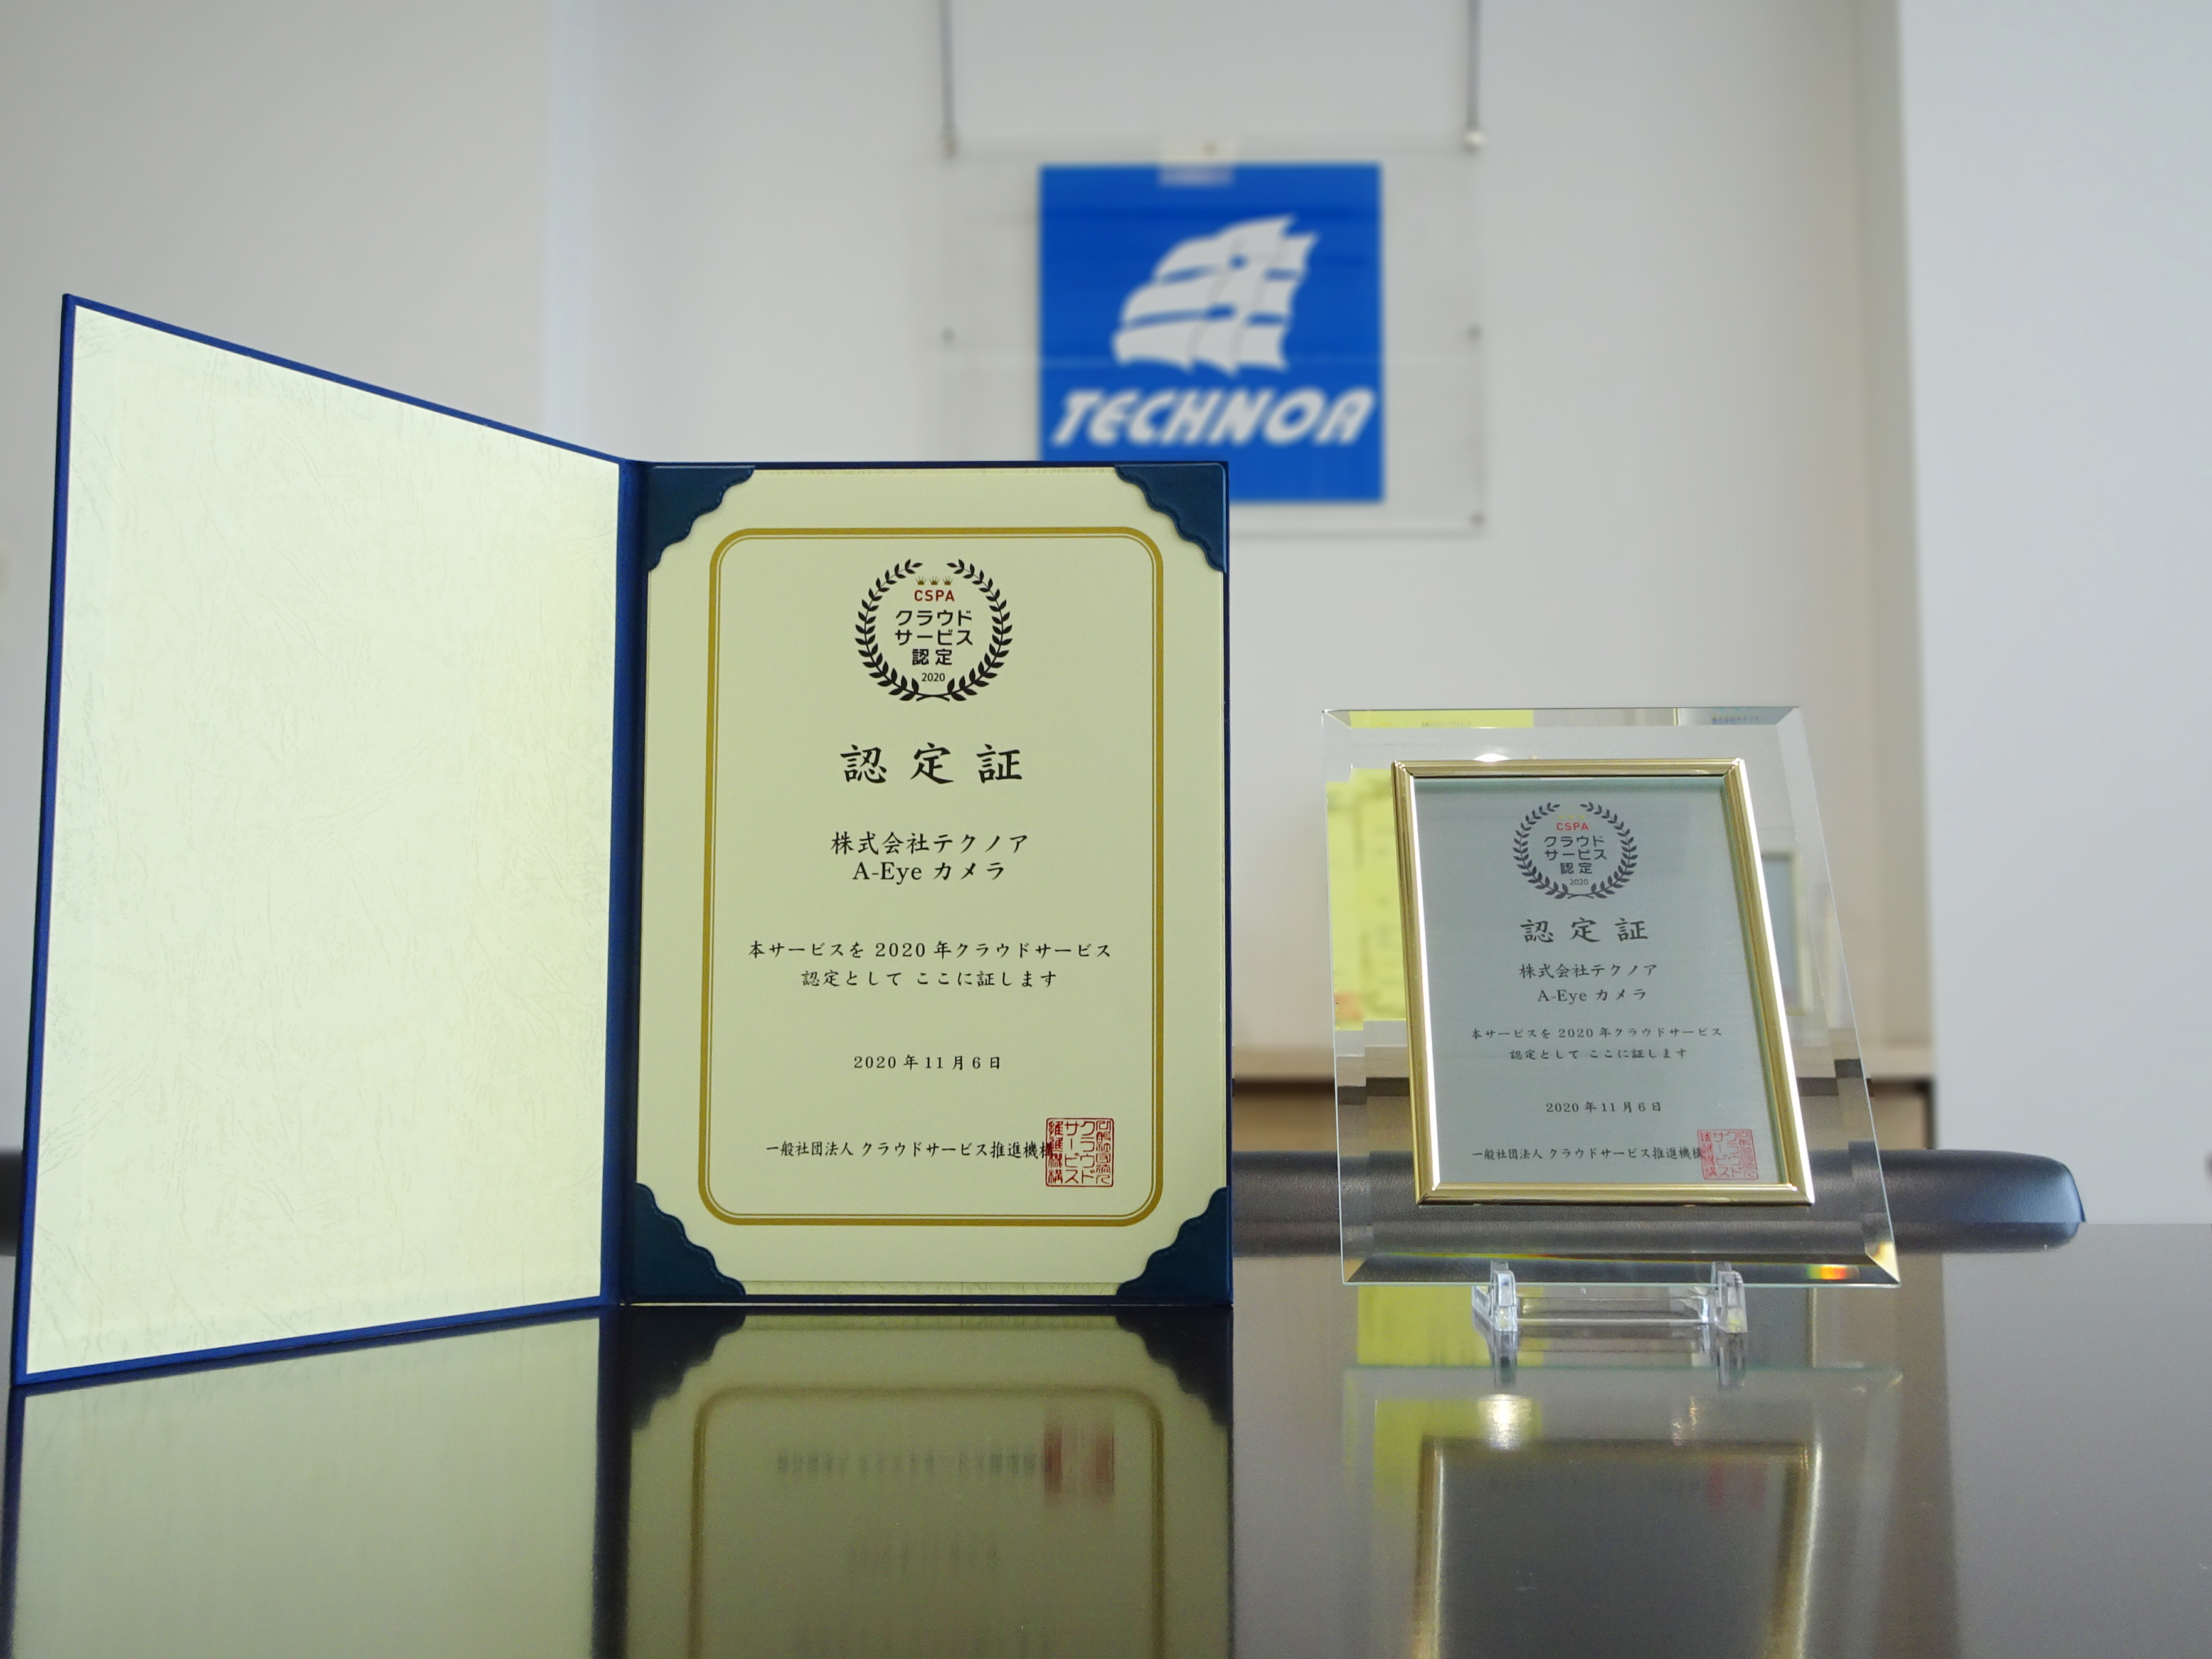 TECHNOA
CSPA
クラウド
サービス
認定
2020
認定証
株式会社テクノア
A-Eye カメラ
本サービスを 2020 年クラウドサービス
認定として ここに証します
2020 年 11 月 6 日
一般社団法人 クラウドサービス推進機構
CSPA
クラウド
サービス
認定
2020
認定証
株式会社テクノア
A-Eye カメラ
本サービスを 2020 年クラウドサービス
認定として ここに証します
2020 年 11 月 6 日
一般社団法人 クラウドサービス推進機構